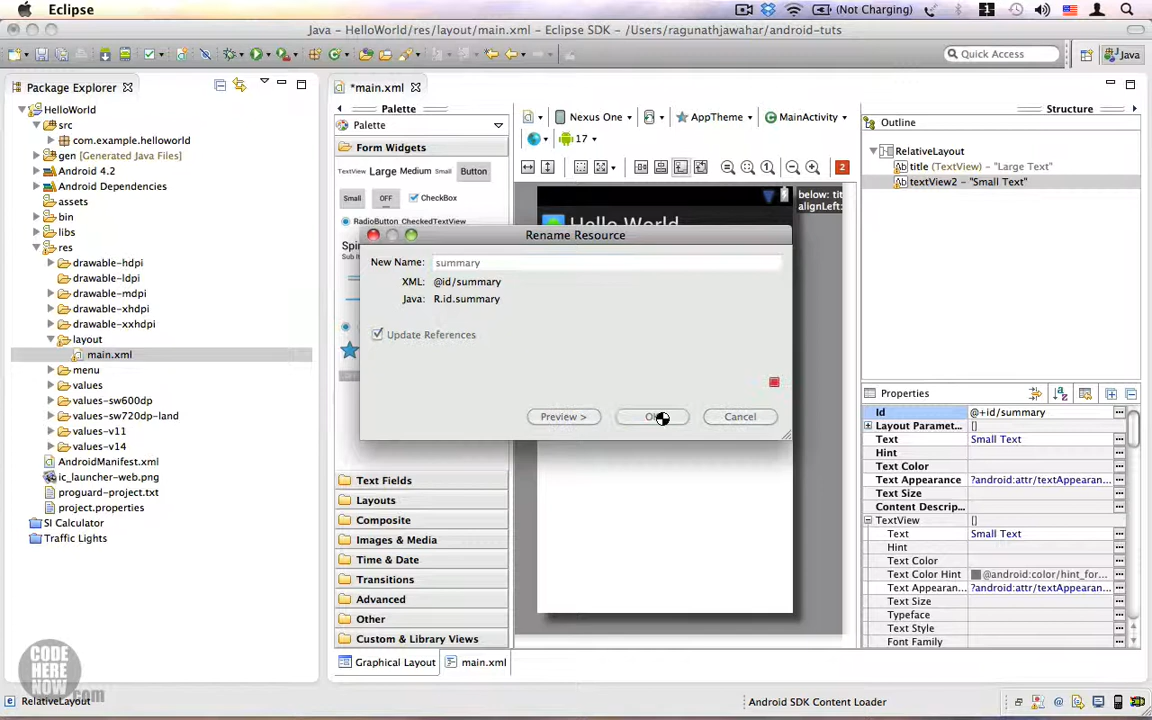 Eclipse
(Not Charging)
Java – HelloWorld/res/layout/main.xml – Eclipse SDK – /Users/ragunathjawahar/android-tuts
Quick Access
Java
Package Explorer
HelloWorld
src
com.example.helloworld
gen [Generated Java Files]
Android 4.2
Android Dependencies
assets
bin
libs
res
drawable-hdpi
drawable-ldpi
drawable-mdpi
drawable-xhdpi
drawable-xxhdpi
layout
main.xml
menu
values
values-sw600dp
values-sw720dp-land
values-v11
values-v14
AndroidManifest.xml
ic_launcher-web.png
proguard-project.txt
project.properties
SI Calculator
Traffic Lights
*main.xml
Palette
Palette
Form Widgets
TextView Large Medium Small Button
Small OFF CheckBox
RadioButton CheckedTextView
Text Fields
Layouts
Composite
Images & Media
Time & Date
Transitions
Advanced
Other
Custom & Library Views
Graphical Layout
main.xml
Nexus One
AppTheme
MainActivity
17
2
Hello World
below: titl
alignLeft:
Rename Resource
New Name: summary
XML: @id/summary
Java: R.id.summary
Update References
Preview >
Cancel
Structure
Outline
RelativeLayout
title (TextView) – "Large Text"
textView2 – "Small Text"
Properties
Id @+id/summary
Layout Paramet... []
Text Small Text
Hint
Text Color
Text Appearance ?android:attr/textAppearan...
Text Size
Content Descrip...
TextView []
Text Small Text
Hint
Text Color
Text Color Hint @android:color/hint_for...
Text Appearan... ?android:attr/textAppearan...
Text Size
Typeface
Text Style
Font Family
CODE
HERE
NOW.com
RelativeLayout
Android SDK Content Loader